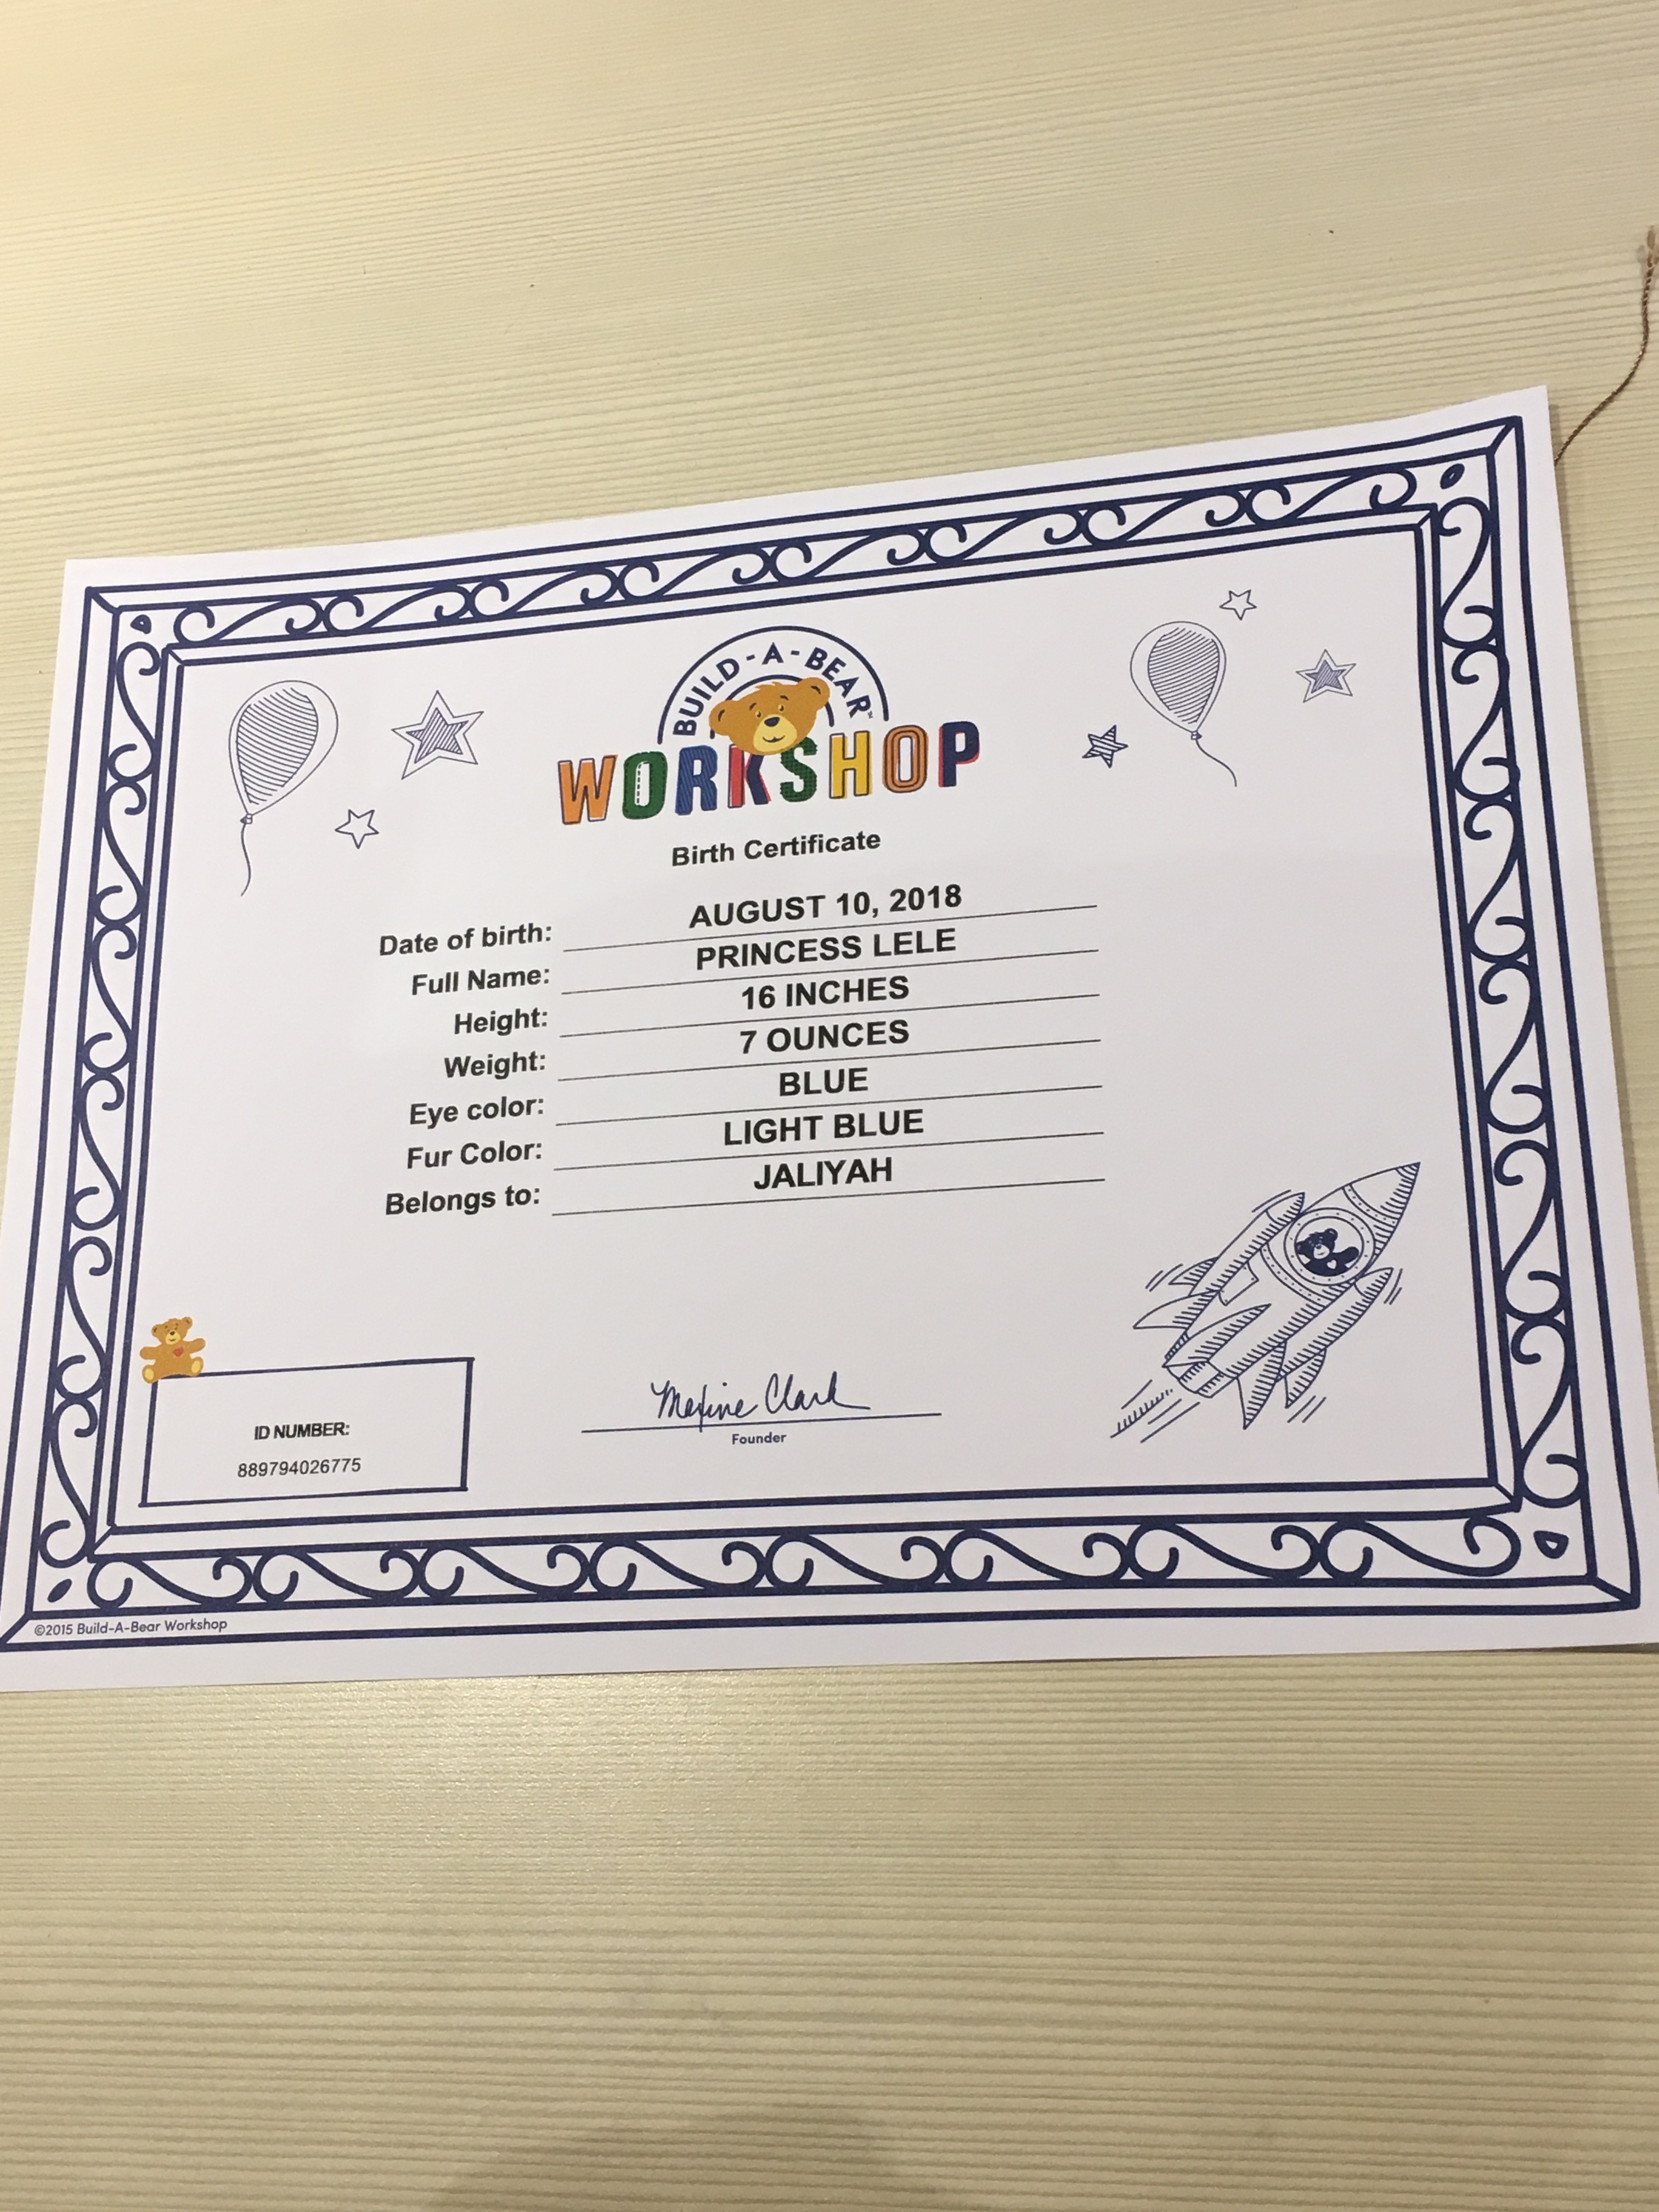 BUILD-A-BEAR™
WORKSHOP
Birth Certificate
Date of birth: AUGUST 10, 2018
Full Name: PRINCESS LELE
Height: 16 INCHES
Weight: 7 OUNCES
Eye color: BLUE
Fur Color: LIGHT BLUE
Belongs to: JALIYAH
Maxine Clark
Founder
ID NUMBER:
889794026775
©2015 Build-A-Bear Workshop